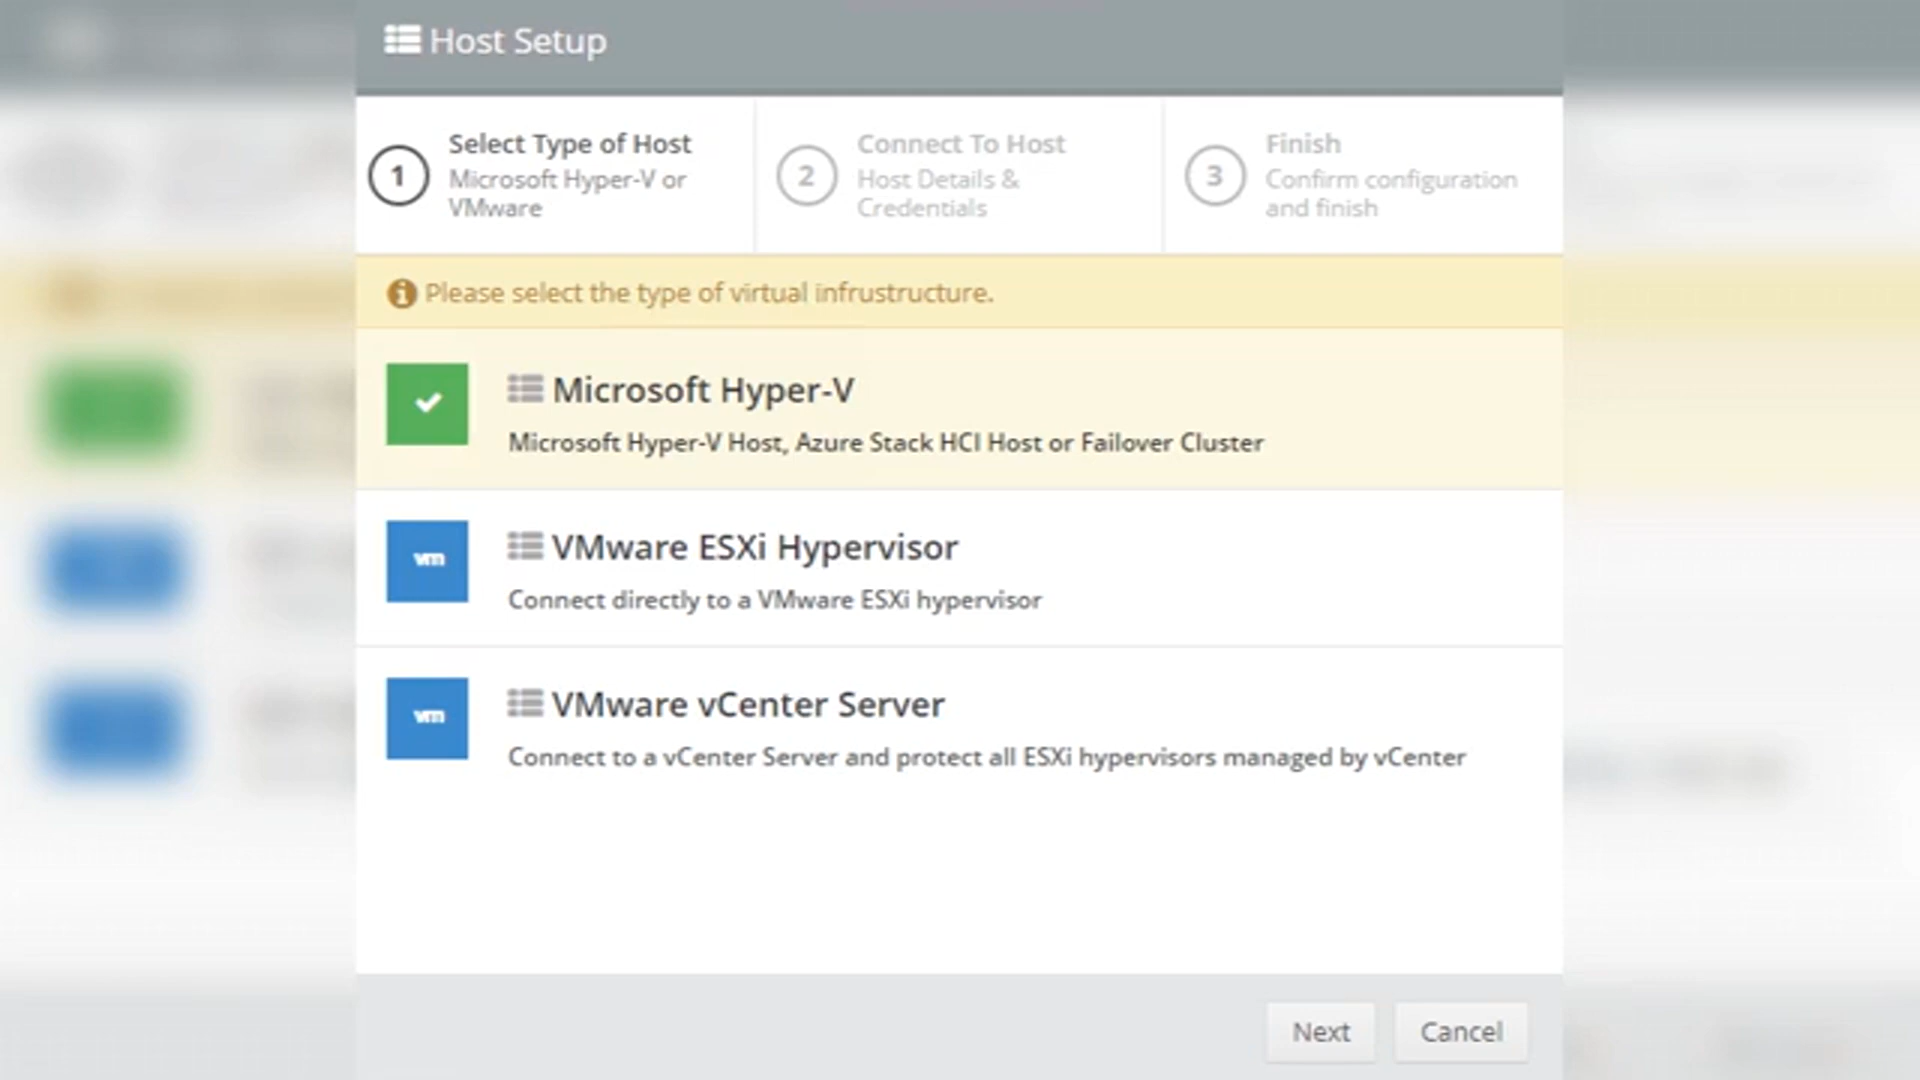 Host Setup
1
Select Type of Host
Microsoft Hyper-V or
VMware
2
Connect To Host
Host Details &
Credentials
3
Finish
Confirm configuration
and finish
Please select the type of virtual infrustructure.
Microsoft Hyper-V
Microsoft Hyper-V Host, Azure Stack HCI Host or Failover Cluster
vm
VMware ESXi Hypervisor
Connect directly to a VMware ESXi hypervisor
vm
VMware vCenter Server
Connect to a vCenter Server and protect all ESXi hypervisors managed by vCenter
Next
Cancel